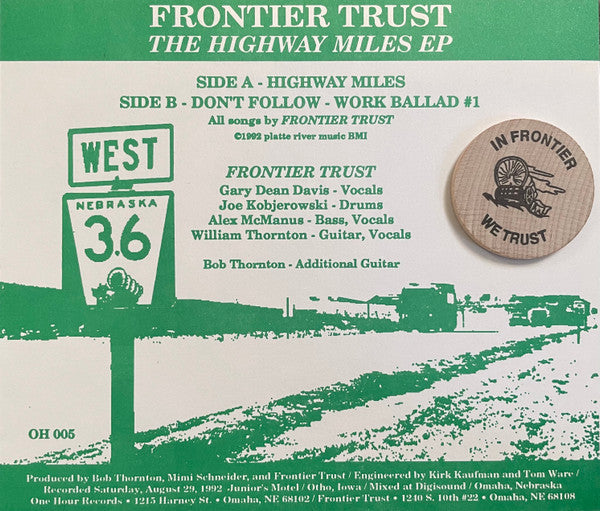 FRONTIER TRUST
THE HIGHWAY MILES EP
SIDE A - HIGHWAY MILES
SIDE B - DON'T FOLLOW - WORK BALLAD #1
All songs by FRONTIER TRUST
©1992 platte river music BMI
FRONTIER TRUST
Gary Dean Davis - Vocals
Joe Kobjerowski - Drums
Alex McManus - Bass, Vocals
William Thornton - Guitar, Vocals
Bob Thornton - Additional Guitar
WEST
NEBRASKA
3.6
IN FRONTIER
WE TRUST
OH 005
Produced by Bob Thornton, Mimi Schneider, and Frontier Trust / Engineered by Kirk Kaufman and Tom Ware /
Recorded Saturday, August 29, 1992 Junior's Motel / Otho, Iowa / Mixed at Digisound / Omaha, Nebraska
One Hour Records • 1215 Harney St. • Omaha, NE 68102 / Frontier Trust • 1240 S. 10th #22 • Omaha, NE 68108